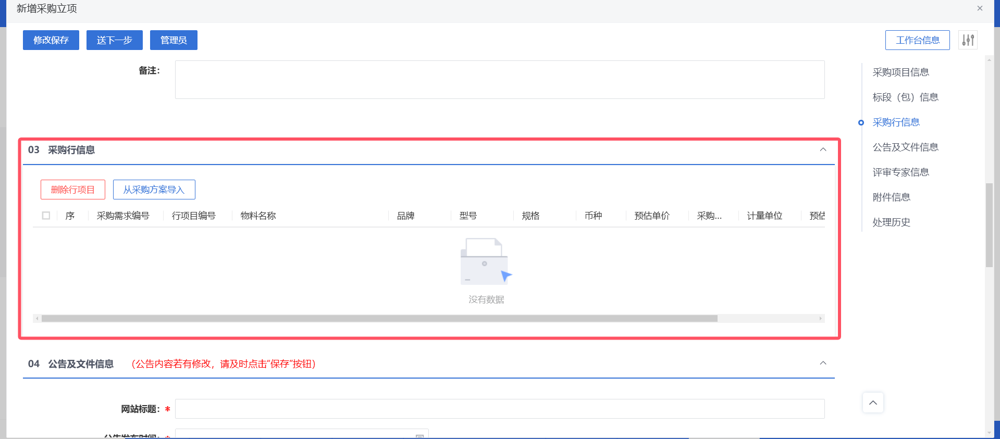 新增采购立项
修改保存 送下一步 管理员 工作台信息
备注：
采购项目信息
标段（包）信息
采购行信息
公告及文件信息
评审专家信息
附件信息
处理历史
03 采购行信息
删除行项目 从采购方案导入
序 采购需求编号 行项目编号 物料名称 品牌 型号 规格 币种 预估单价 采购... 计量单位 预估
没有数据
04 公告及文件信息 （公告内容若有修改，请及时点击“保存”按钮）
网站标题：*
公告发布时间：*